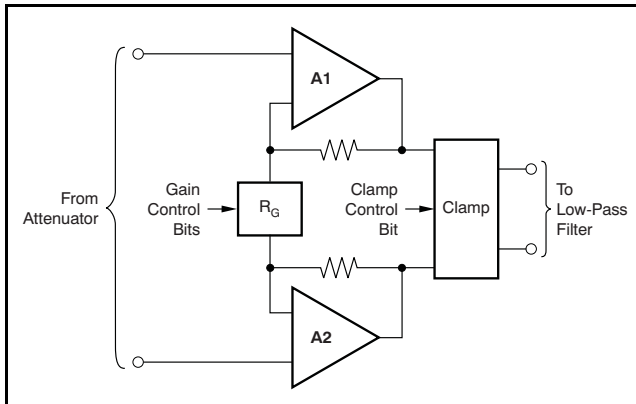 A1
From
Attenuator
Gain
Control
Bits
R_G
Clamp
Control
Bit
Clamp
To
Low-Pass
Filter
A2